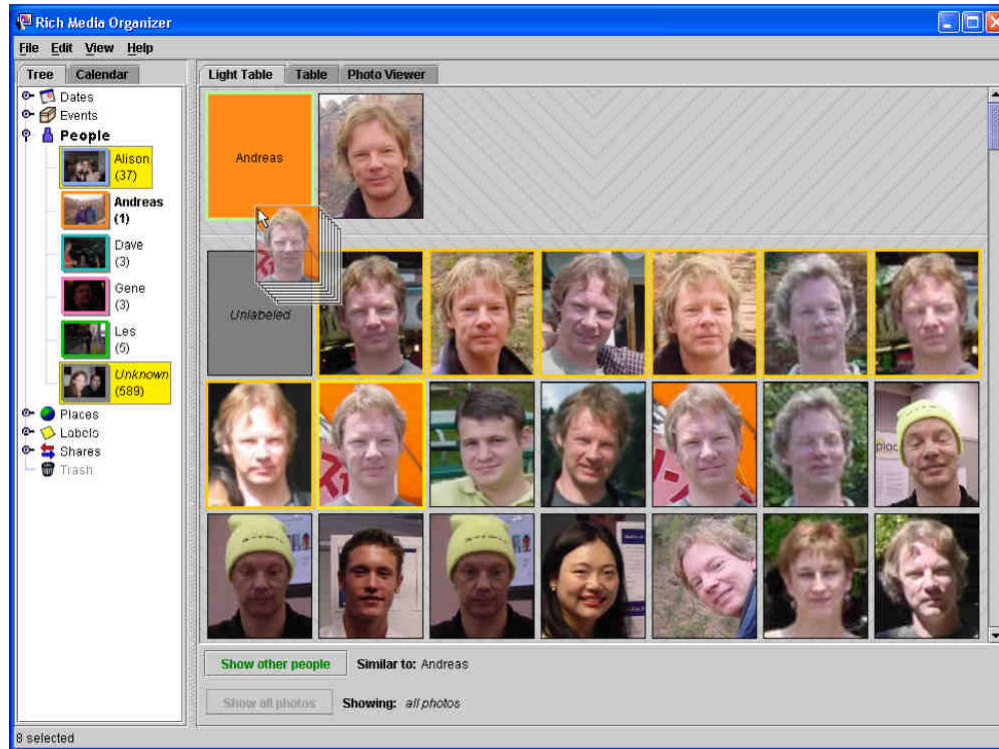 Rich Media Organizer
File Edit View Help
Tree Calendar
Light Table Table Photo Viewer
Dates
Events
People
Alison
(37)
Andreas
(1)
Dave
(3)
Gene
(3)
Les
(5)
Unknown
(589)
Places
Labels
Shares
Trash
Andreas
Unlabeled
Show other people Similar to: Andreas
Show all photos Showing: all photos
8 selected